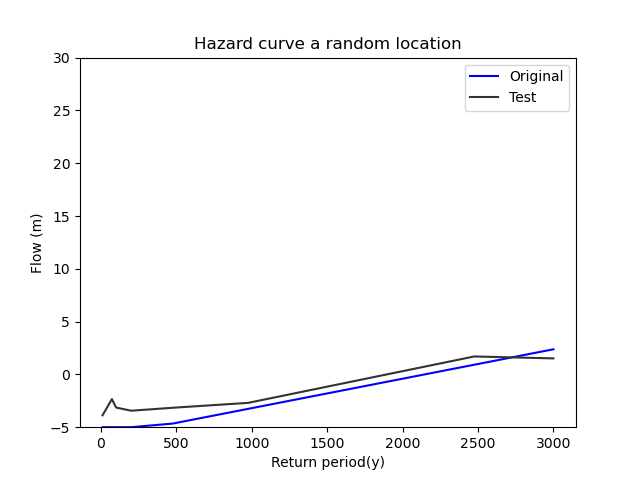 Hazard curve a random location
Original
Test
30
25
20
15
10
5
0
−5
Flow (m)
0 500 1000 1500 2000 2500 3000
Return period(y)